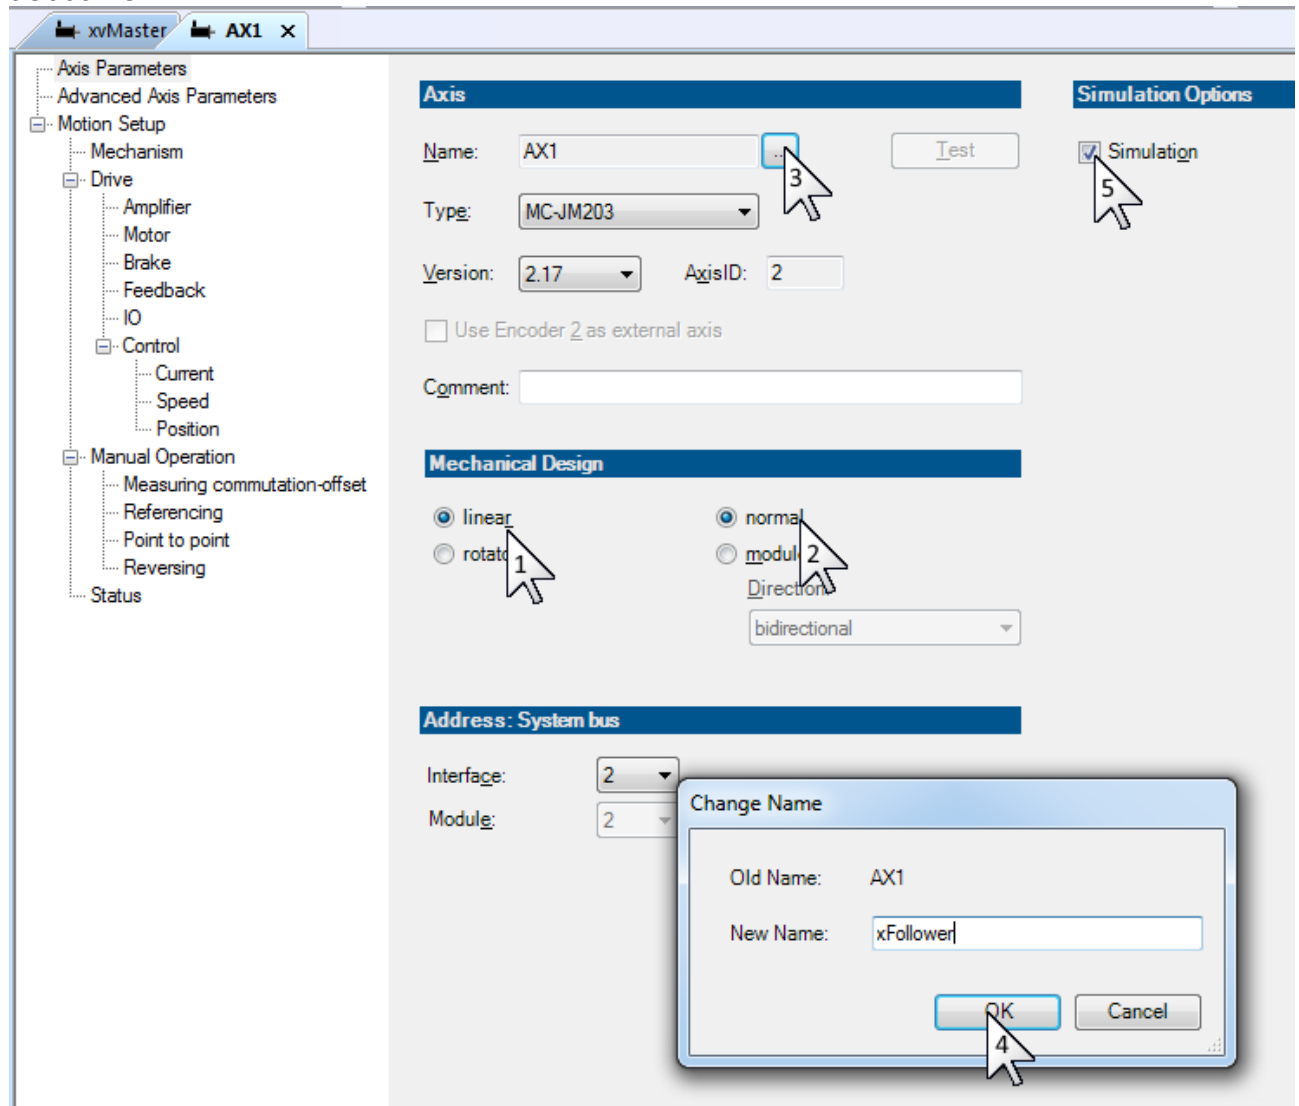 xvMaster AX1
Axis Parameters
Advanced Axis Parameters
Motion Setup
Mechanism
Drive
Amplifier
Motor
Brake
Feedback
IO
Control
Current
Speed
Position
Manual Operation
Measuring commutation-offset
Referencing
Point to point
Reversing
Status
Axis
Name: AX1 ... Test
3
Type: MC-JM203
Version: 2.17 AxisID: 2
Use Encoder 2 as external axis
Comment:
Simulation Options
Simulation
5
Mechanical Design
linear normal
1 2
Direction
bidirectional
Address: System bus
Interface: 2
Module: 2
Change Name
Old Name: AX1
New Name: xFollower
OK Cancel
4